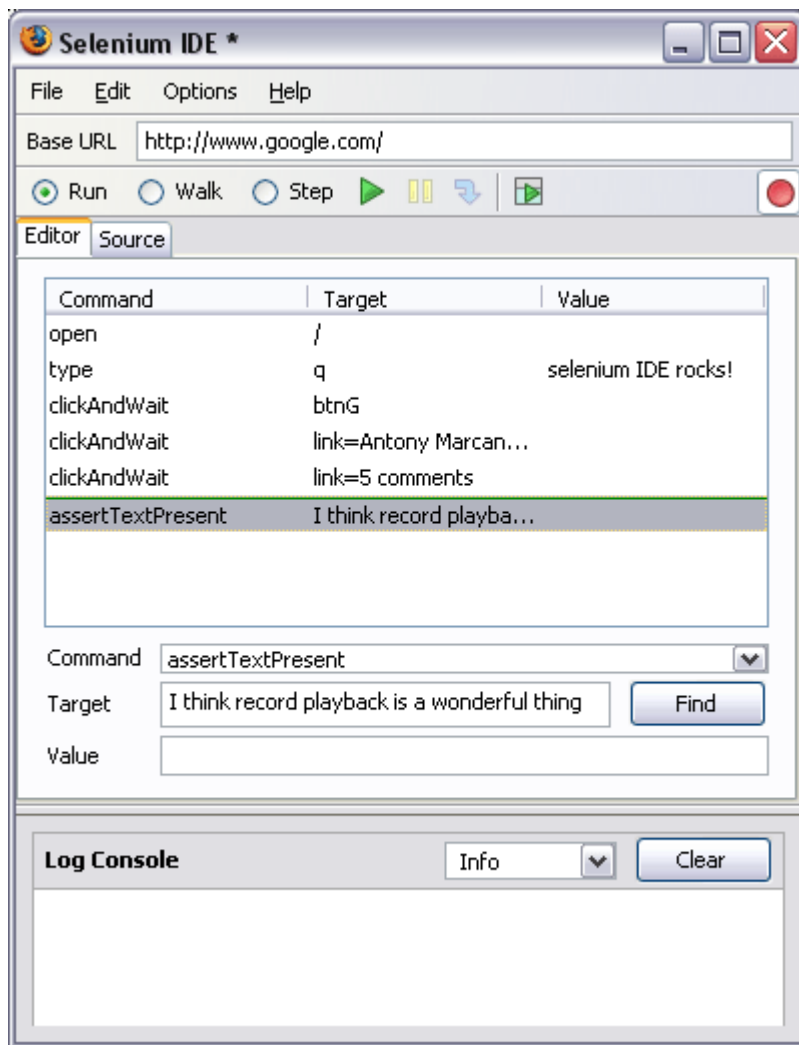 Selenium IDE *
File Edit Options Help
Base URL http://www.google.com/
Run Walk Step
Editor Source
Command Target Value
open /
type q selenium IDE rocks!
clickAndWait btnG
clickAndWait link=Antony Marcan...
clickAndWait link=5 comments
assertTextPresent I think record playba...
Command assertTextPresent
Target I think record playback is a wonderful thing Find
Value
Log Console Info Clear